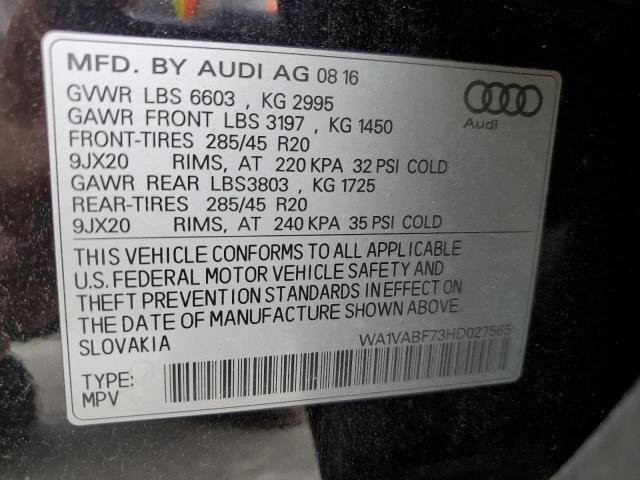 MFD. BY AUDI AG 08 16
GVWR LBS 6603 , KG 2995
GAWR FRONT LBS 3197 , KG 1450
FRONT-TIRES 285/45 R20
9JX20 RIMS, AT 220 KPA 32 PSI COLD
GAWR REAR LBS3803 , KG 1725
REAR-TIRES 285/45 R20
9JX20 RIMS, AT 240 KPA 35 PSI COLD
Audi
THIS VEHICLE CONFORMS TO ALL APPLICABLE
U.S. FEDERAL MOTOR VEHICLE SAFETY AND
THEFT PREVENTION STANDARDS IN EFFECT ON
THE DATE OF MANUFACTURE SHOWN ABOVE.
SLOVAKIA
WA1VABF73HD027565
TYPE:
MPV